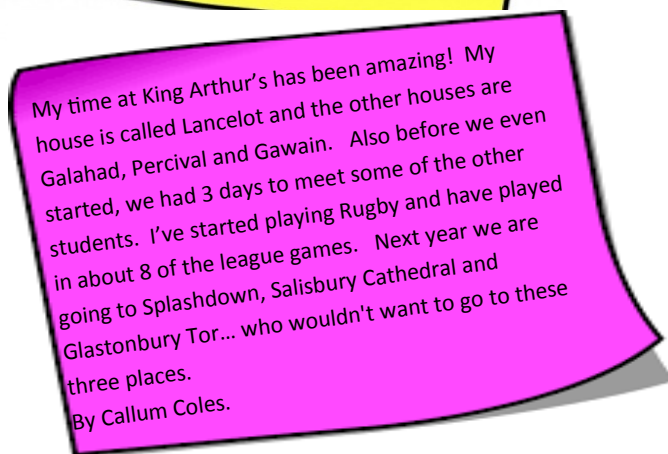 My time at King Arthur's has been amazing!  My
house is called Lancelot and the other houses are
Galahad, Percival and Gawain.   Also before we even
started, we had 3 days to meet some of the other
students.  I've started playing Rugby and have played
in about 8 of the league games.   Next year we are
going to Splashdown, Salisbury Cathedral and
Glastonbury Tor... who wouldn't want to go to these
three places.
By Callum Coles.